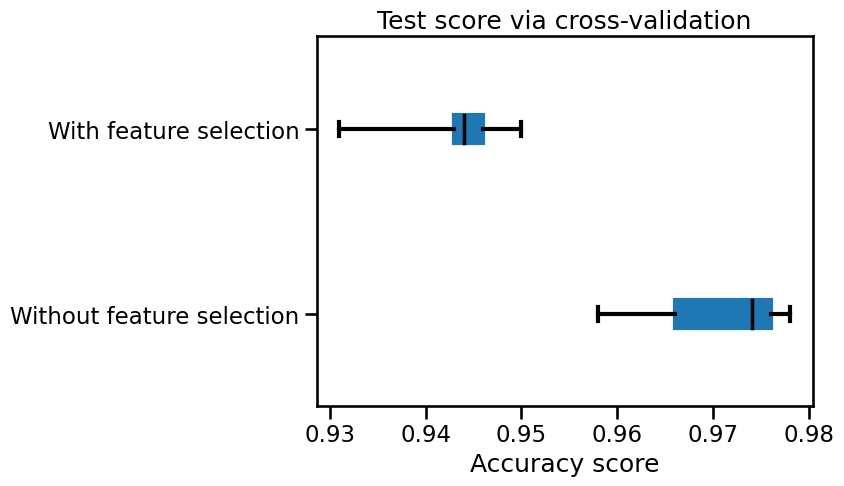 Test score via cross-validation
With feature selection
Without feature selection
0.93 0.94 0.95 0.96 0.97 0.98
Accuracy score